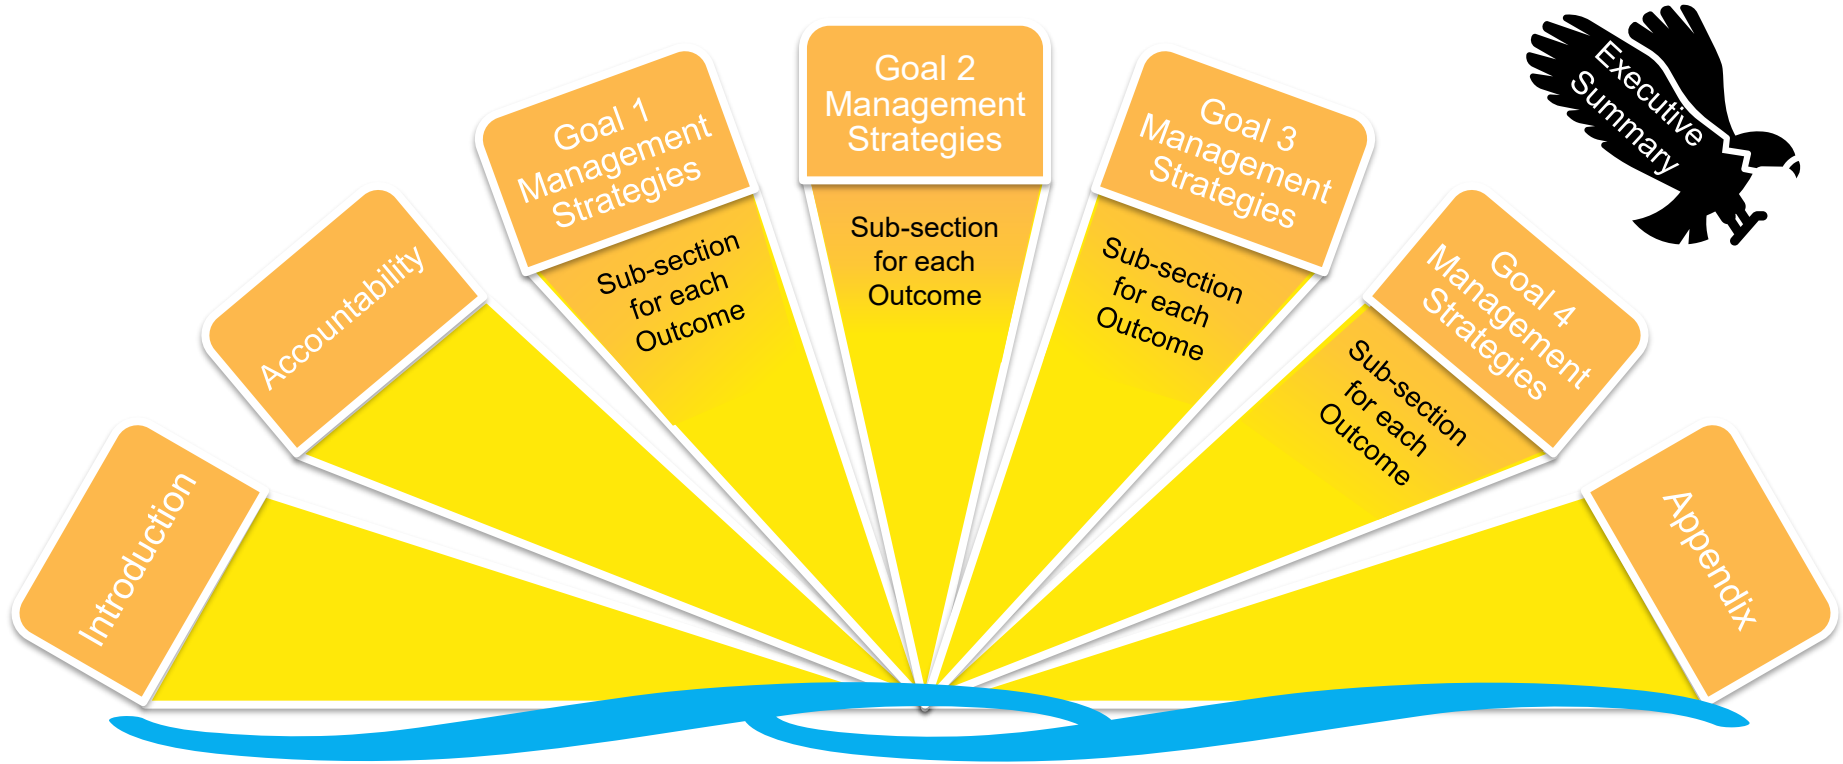 Introduction
Accountability
Goal 1
Management
Strategies
Sub-section
for each
Outcome
Goal 2
Management
Strategies
Sub-section
for each
Outcome
Goal 3
Management
Strategies
Sub-section
for each
Outcome
Goal 4
Management
Strategies
Sub-section
for each
Outcome
Appendix
Executive
Summary